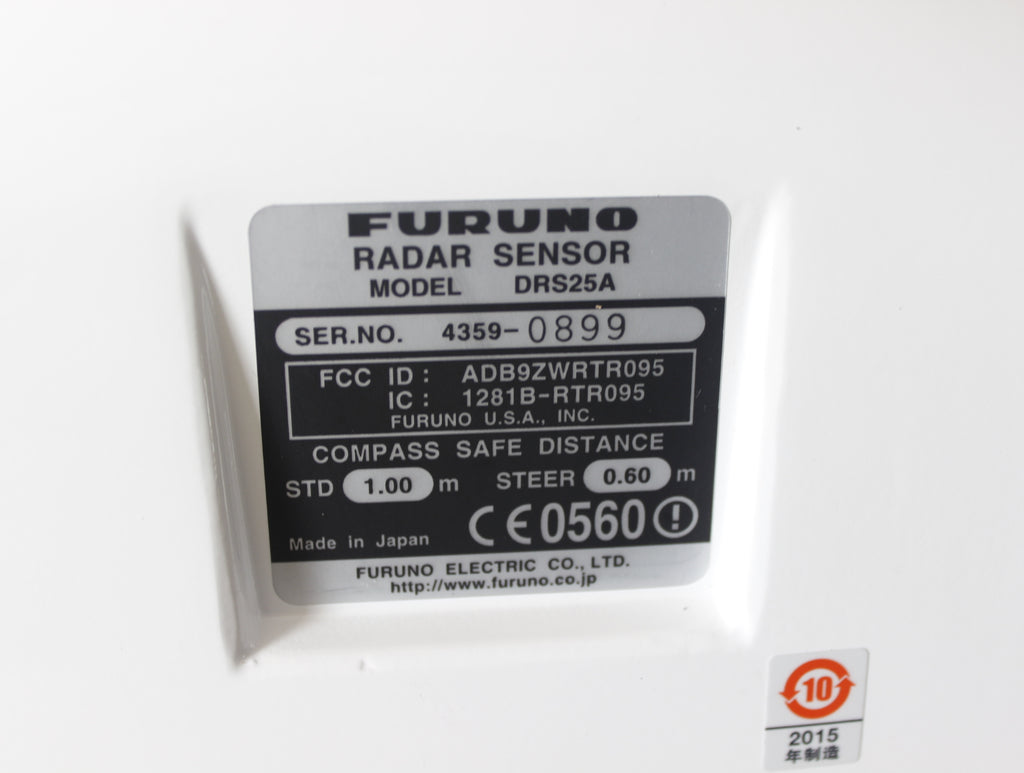 FURUNO
RADAR SENSOR
MODEL DRS25A
SER.NO. 4359-0899
FCC ID: ADB9ZWRTR095
IC: 1281B-RTR095
FURUNO U.S.A., INC.
COMPASS SAFE DISTANCE
STD 1.00 m STEER 0.60 m
Made in Japan CE0560
FURUNO ELECTRIC CO., LTD.
http://www.furuno.co.jp
10
2015
年制造